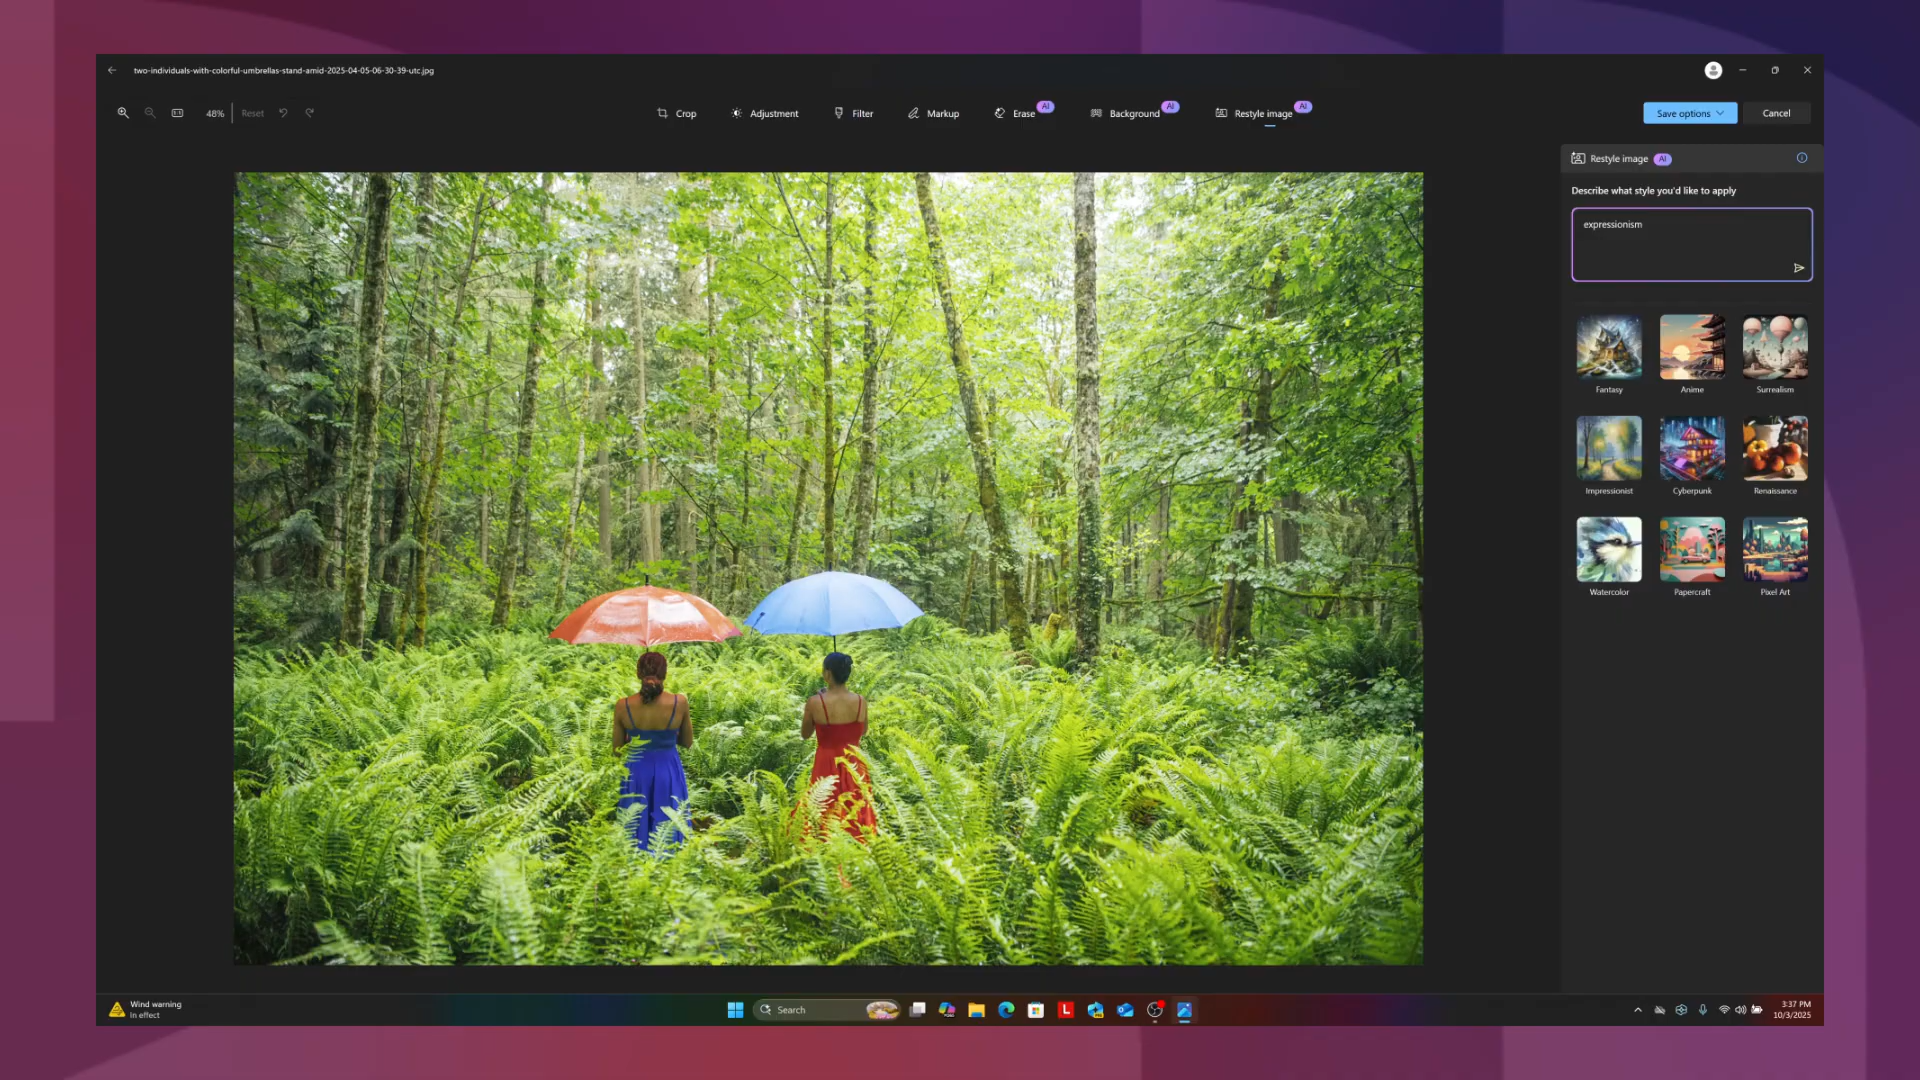 two-individuals-with-colorful-umbrellas-stand-amid-2025-04-05-06-30-39-utc.jpg
48% Reset Crop Adjustment Filter Markup Erase AI Background AI Restyle image AI Save options Cancel
Restyle image AI
Describe what style you'd like to apply
expressionism
Fantasy Anime Surrealism
Impressionist Cyberpunk Renaissance
Watercolor Papercraft Pixel Art
Wind warning
In effect
Search
L
3:37 PM
10/3/2025